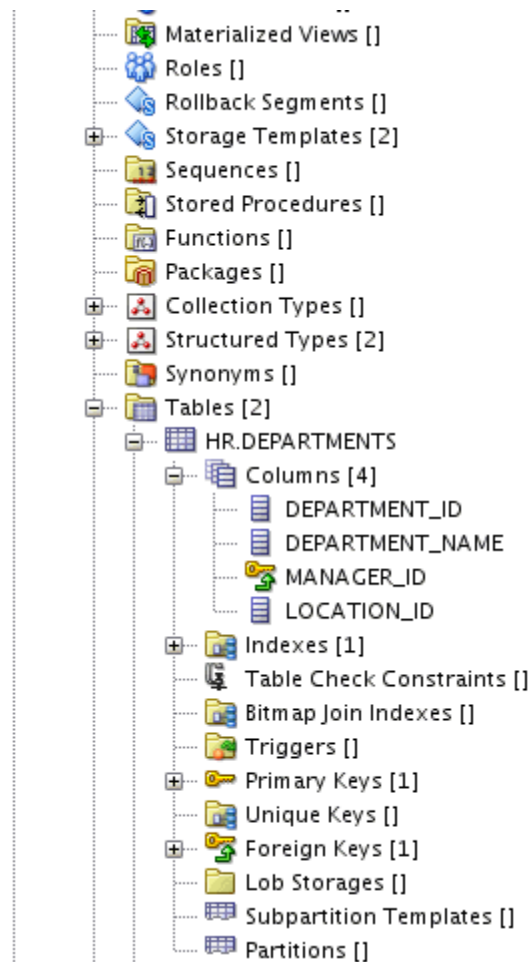 Materialized Views []
Roles []
Rollback Segments []
Storage Templates [2]
Sequences []
Stored Procedures []
Functions []
Packages []
Collection Types []
Structured Types [2]
Synonyms []
Tables [2]
HR.DEPARTMENTS
Columns [4]
DEPARTMENT_ID
DEPARTMENT_NAME
MANAGER_ID
LOCATION_ID
Indexes [1]
Table Check Constraints []
Bitmap Join Indexes []
Triggers []
Primary Keys [1]
Unique Keys []
Foreign Keys [1]
Lob Storages []
Subpartition Templates []
Partitions []